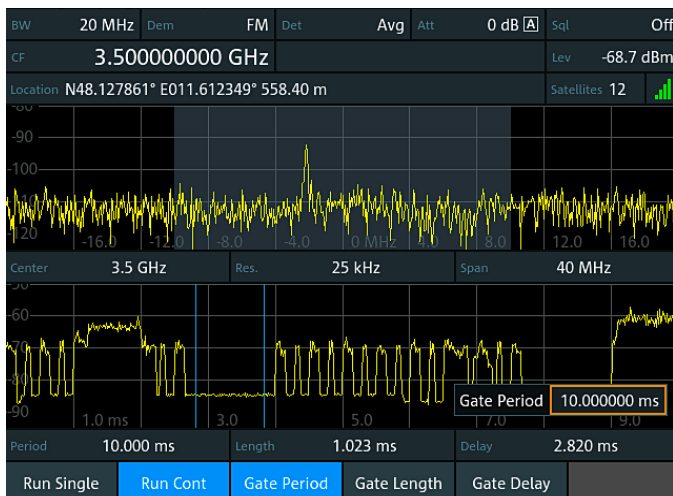 BW 20 MHz Dem FM Det Avg Att 0 dB A Sql Off
CF 3.500000000 GHz Lev -68.7 dBm
Location N48.127861° E011.612349° 558.40 m Satellites 12
-80
-90
-100
-120 -16.0 -12.0 -8.0 -4.0 0 MHz 4.0 8.0 12.0 16.0
Center 3.5 GHz Res. 25 kHz Span 40 MHz
-50
-60
-80
Gate Period 10.000000 ms
-90 1.0 ms 3.0 5.0 7.0 9.0
Period 10.000 ms Length 1.023 ms Delay 2.820 ms
Run Single Run Cont Gate Period Gate Length Gate Delay